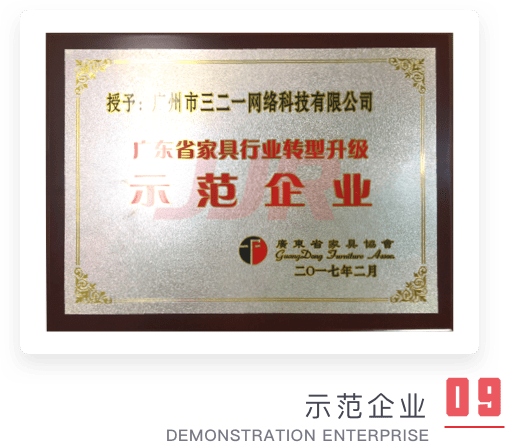 授予：广州市三二一网络科技有限公司
广东省家具行业转型升级
示范企业
廣東省家具協會
GuangDong Furniture Assoc.
二〇一七年二月
示范企业
09
DEMONSTRATION ENTERPRISE